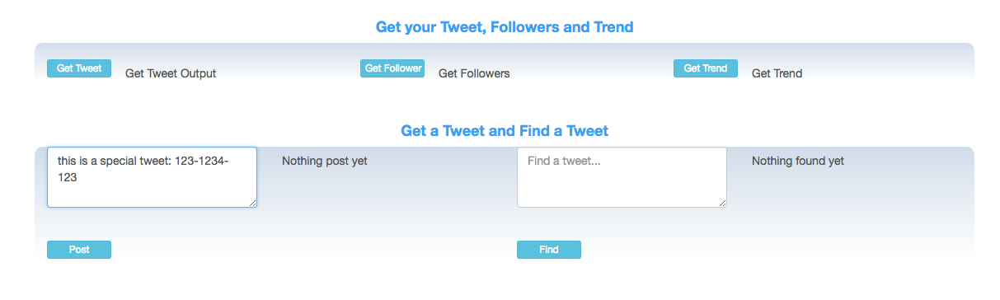 Get your Tweet, Followers and Trend
Get Tweet Get Tweet Output Get Follower Get Followers Get Trend Get Trend
Get a Tweet and Find a Tweet
this is a special tweet: 123-1234- Nothing post yet Find a tweet... Nothing found yet
123
Post Find